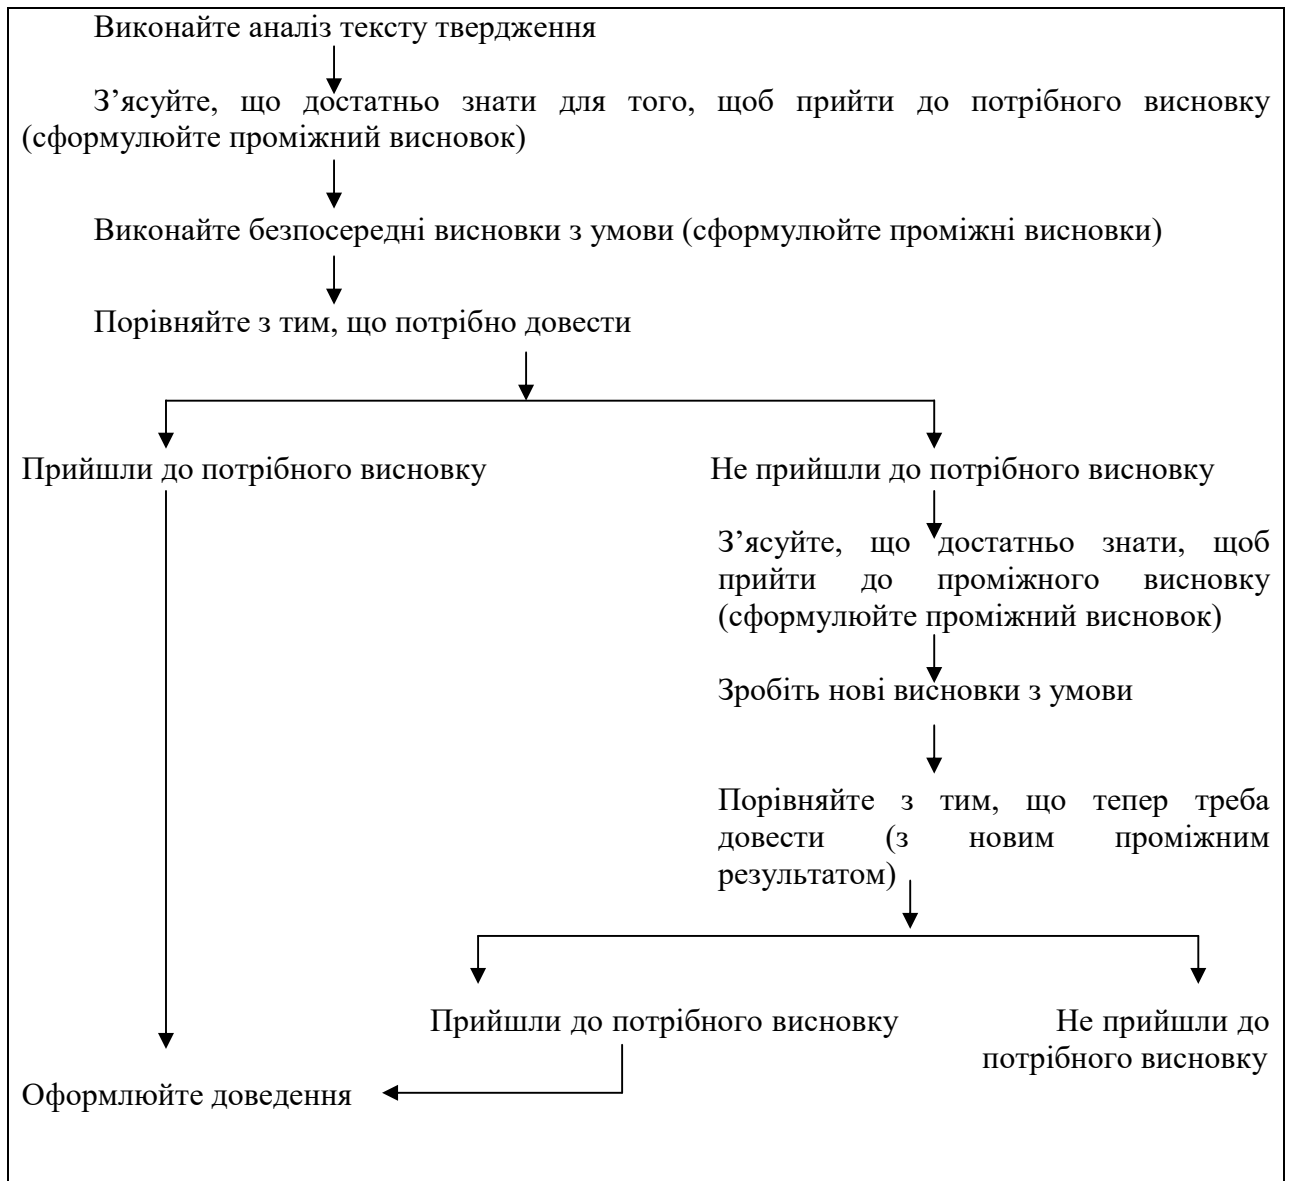 Виконайте аналіз тексту твердження
З’ясуйте, що достатньо знати для того, щоб прийти до потрібного висновку
(сформулюйте проміжний висновок)
Виконайте безпосередні висновки з умови (сформулюйте проміжні висновки)
Порівняйте з тим, що потрібно довести
Прийшли до потрібного висновку
Не прийшли до потрібного висновку
З’ясуйте, що достатньо знати, щоб
прийти до проміжного висновку
(сформулюйте проміжний висновок)
Зробіть нові висновки з умови
Порівняйте з тим, що тепер треба
довести (з новим проміжним
результатом)
Прийшли до потрібного висновку
Не прийшли до
потрібного висновку
Оформлюйте доведення